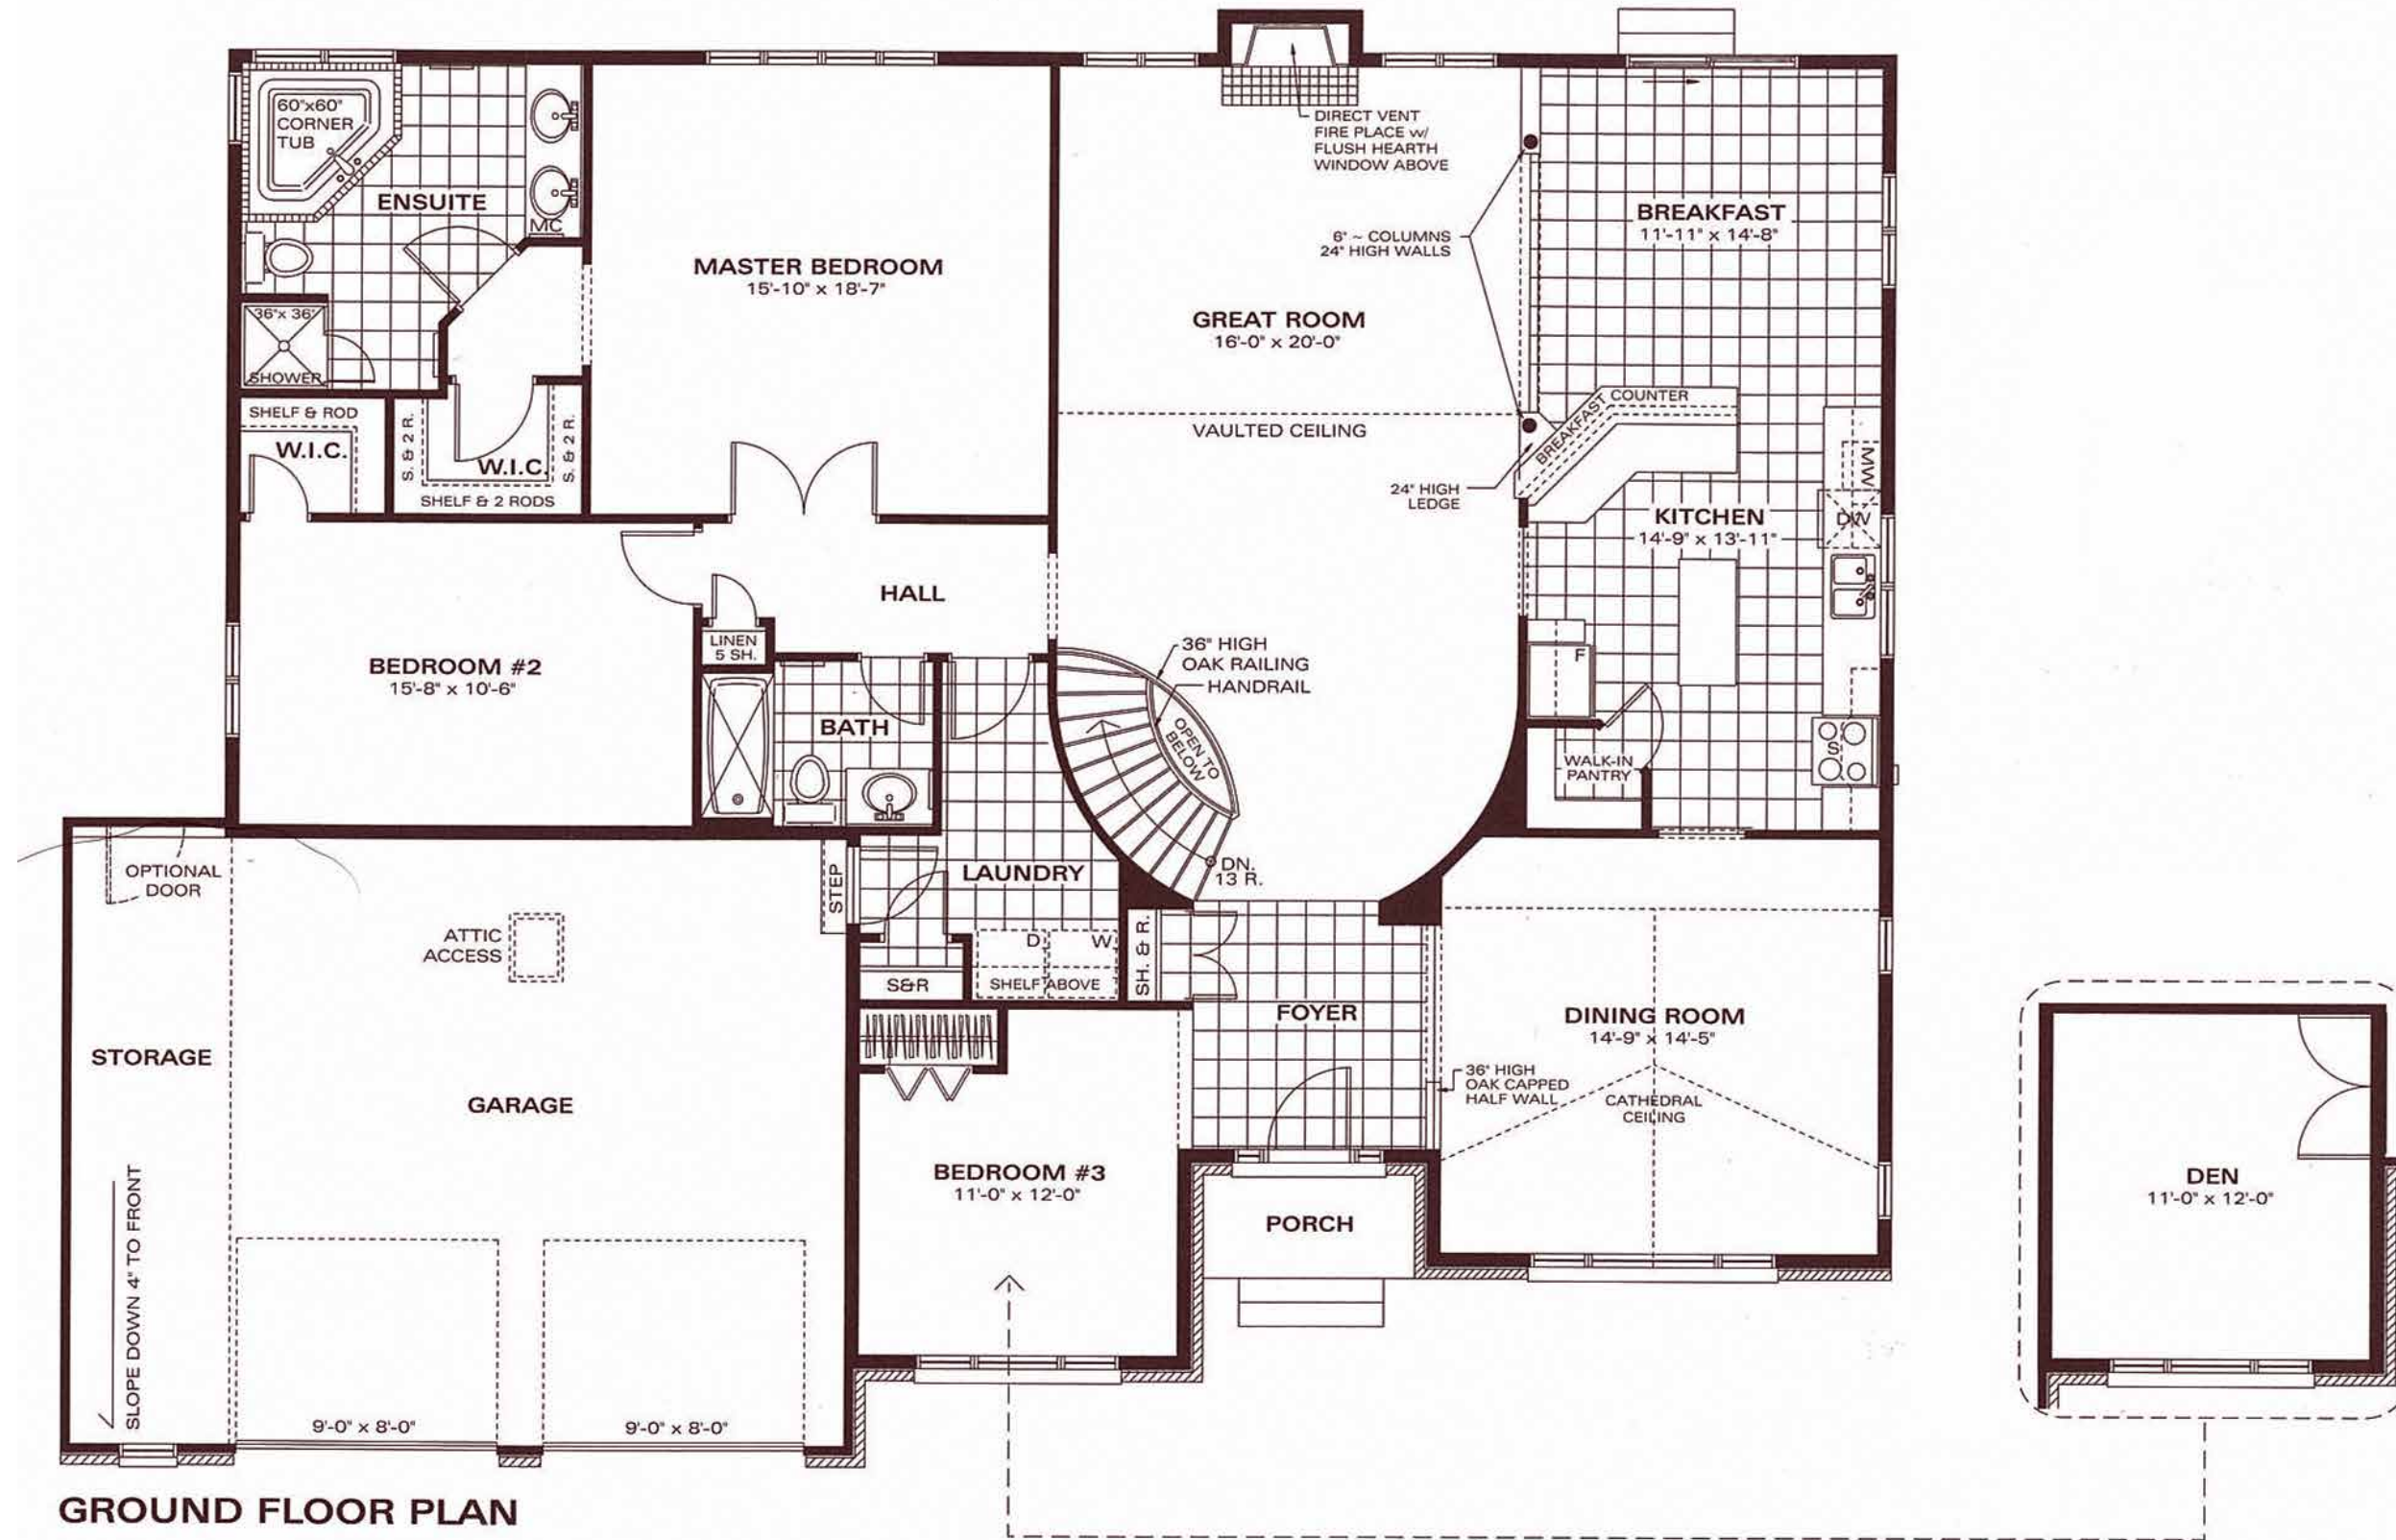 60"x60"
CORNER
TUB
ENSUITE
MC
36"x 36"
SHOWER
SHELF & ROD
W.I.C.
S. & 2 R.
W.I.C.
S. & 2 R.
SHELF & 2 RODS
MASTER BEDROOM
15'-10" x 18'-7"
DIRECT VENT
FIRE PLACE w/
FLUSH HEARTH
WINDOW ABOVE
6" ~ COLUMNS
24" HIGH WALLS
GREAT ROOM
16'-0" x 20'-0"
VAULTED CEILING
24" HIGH
LEDGE
BREAKFAST
11'-11" x 14'-8"
BREAKFAST COUNTER
MW
DW
KITCHEN
14'-9" x 13'-11"
F
S
WALK-IN
PANTRY
HALL
LINEN
5 SH.
BEDROOM #2
15'-8" x 10'-6"
BATH
36" HIGH
OAK RAILING
HANDRAIL
OPEN TO
BELOW
DN.
13 R.
LAUNDRY
STEP
D
W
S&R
SHELF ABOVE
SH. & R.
OPTIONAL
DOOR
ATTIC
ACCESS
STORAGE
GARAGE
SLOPE DOWN 4" TO FRONT
9'-0" x 8'-0"
9'-0" x 8'-0"
FOYER
36" HIGH
OAK CAPPED
HALF WALL
DINING ROOM
14'-9" x 14'-5"
CATHEDRAL
CEILING
BEDROOM #3
11'-0" x 12'-0"
PORCH
DEN
11'-0" x 12'-0"
GROUND FLOOR PLAN